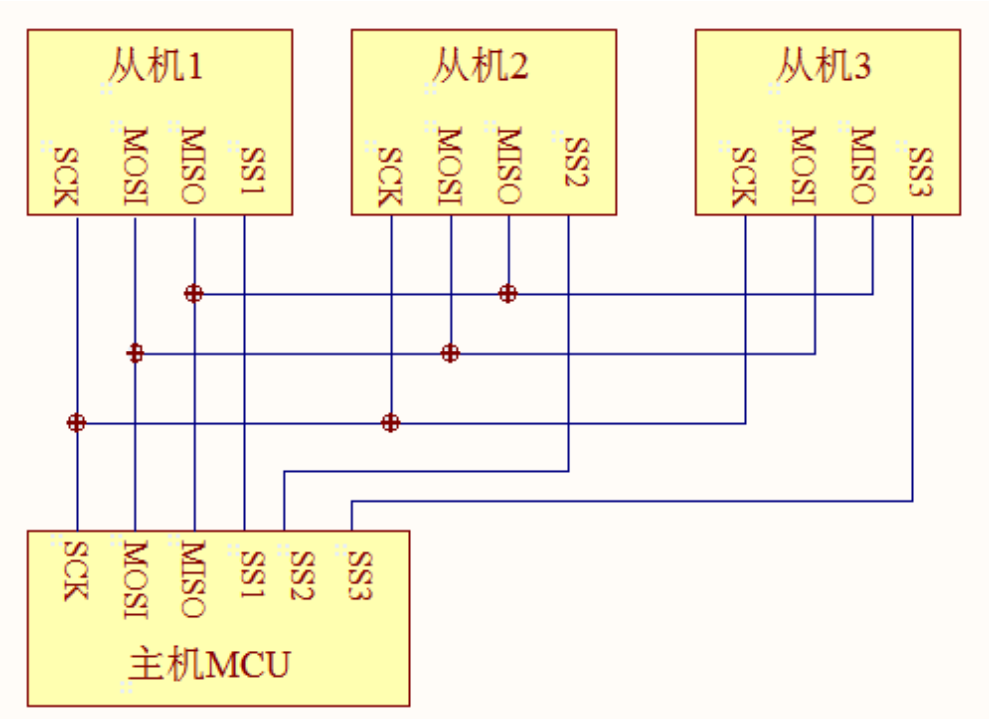 从机1
SCK
MOSI
MISO
SS1
从机2
SCK
MOSI
MISO
SS2
从机3
SCK
MOSI
MISO
SS3
SCK
MOSI
MISO
SS1
SS2
SS3
主机MCU